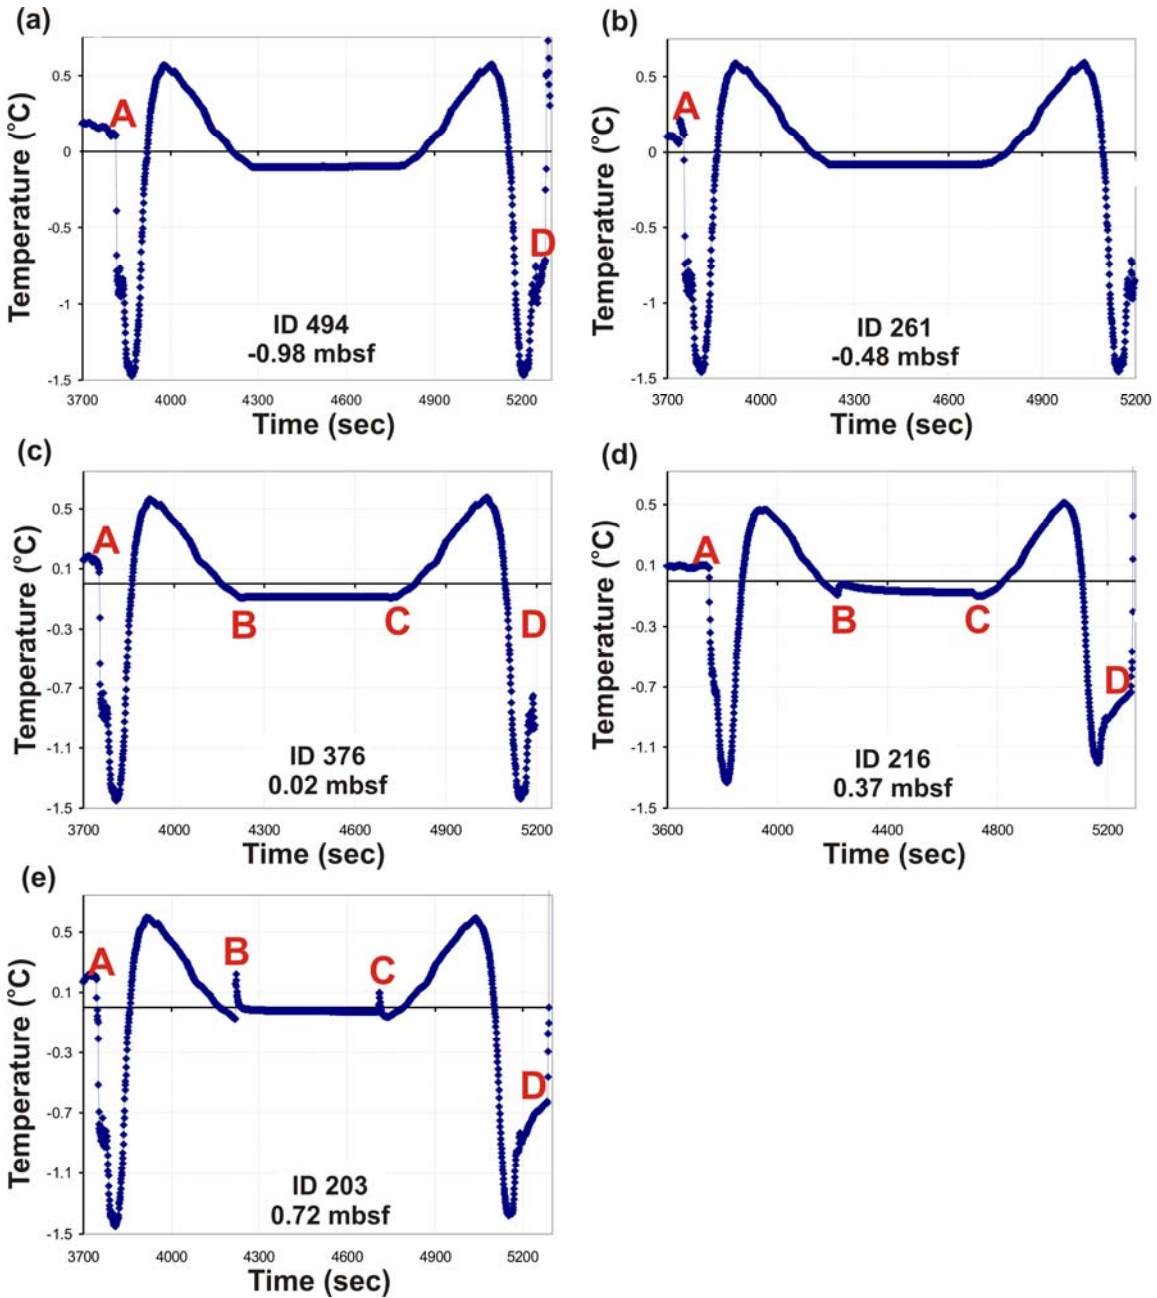 (a)
Temperature (°C)
0.5
0
-0.5
-1
-1.5
A
D
ID 494
-0.98 mbsf
3700 4000 4300 4600 4900 5200
Time (sec)
(b)
Temperature (°C)
0.5
0
-0.5
-1
-1.5
A
ID 261
-0.48 mbsf
3700 4000 4300 4600 4900 5200
Time (sec)
(c)
Temperature (°C)
0.5
0.1
-0.3
-0.7
-1.1
-1.5
A
B
C
D
ID 376
0.02 mbsf
3700 4000 4300 4600 4900 5200
Time (sec)
(d)
Temperature (°C)
0.5
0.1
-0.3
-0.7
-1.1
-1.5
A
B
C
D
ID 216
0.37 mbsf
3600 4000 4400 4800 5200
Time (sec)
(e)
Temperature (°C)
0.5
0.1
-0.3
-0.7
-1.1
-1.5
A
B
C
D
ID 203
0.72 mbsf
3700 4000 4300 4600 4900 5200
Time (sec)